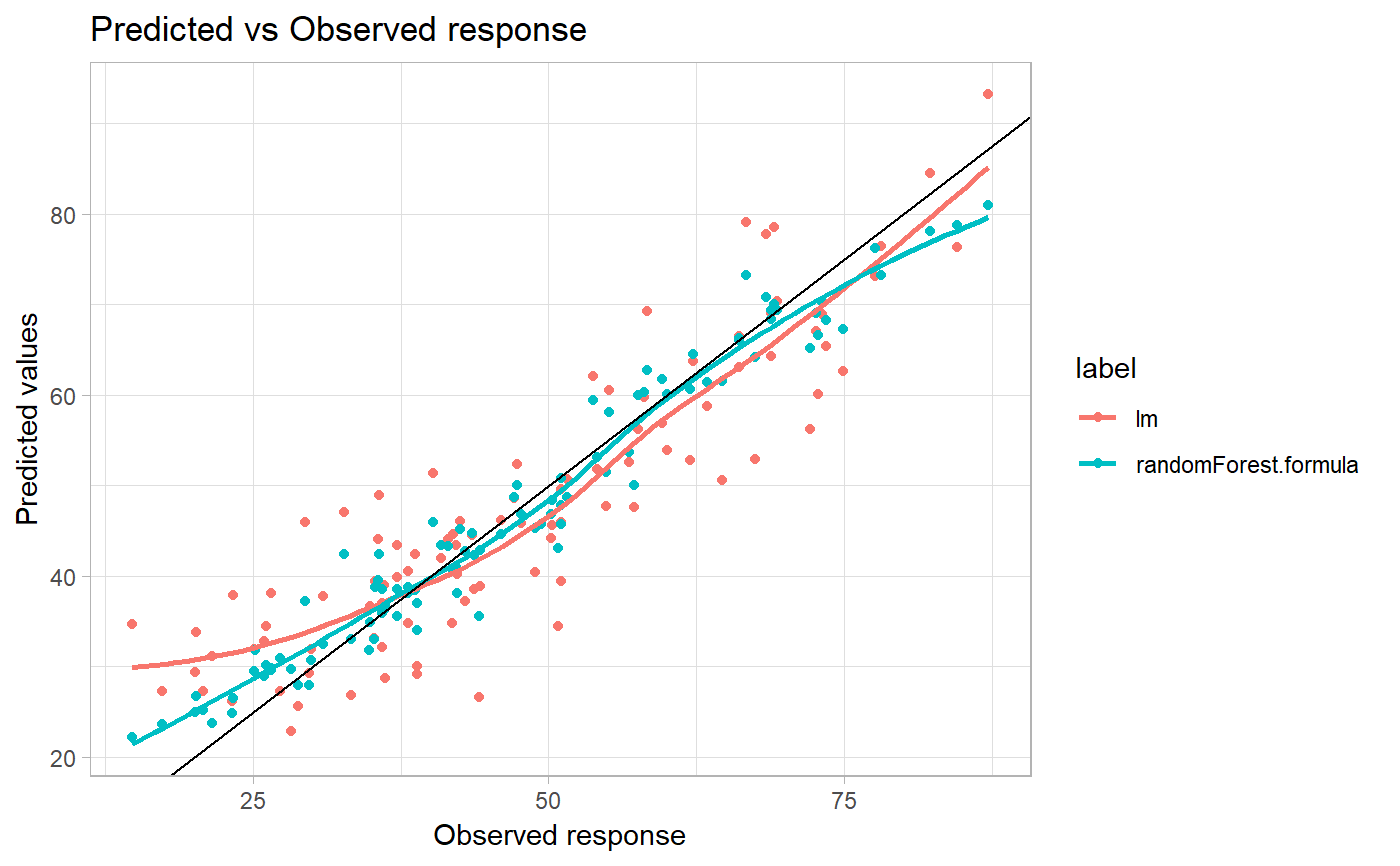 Predicted vs Observed response
Predicted values
80
60
40
20
25
50
75
Observed response
label
lm
randomForest.formula